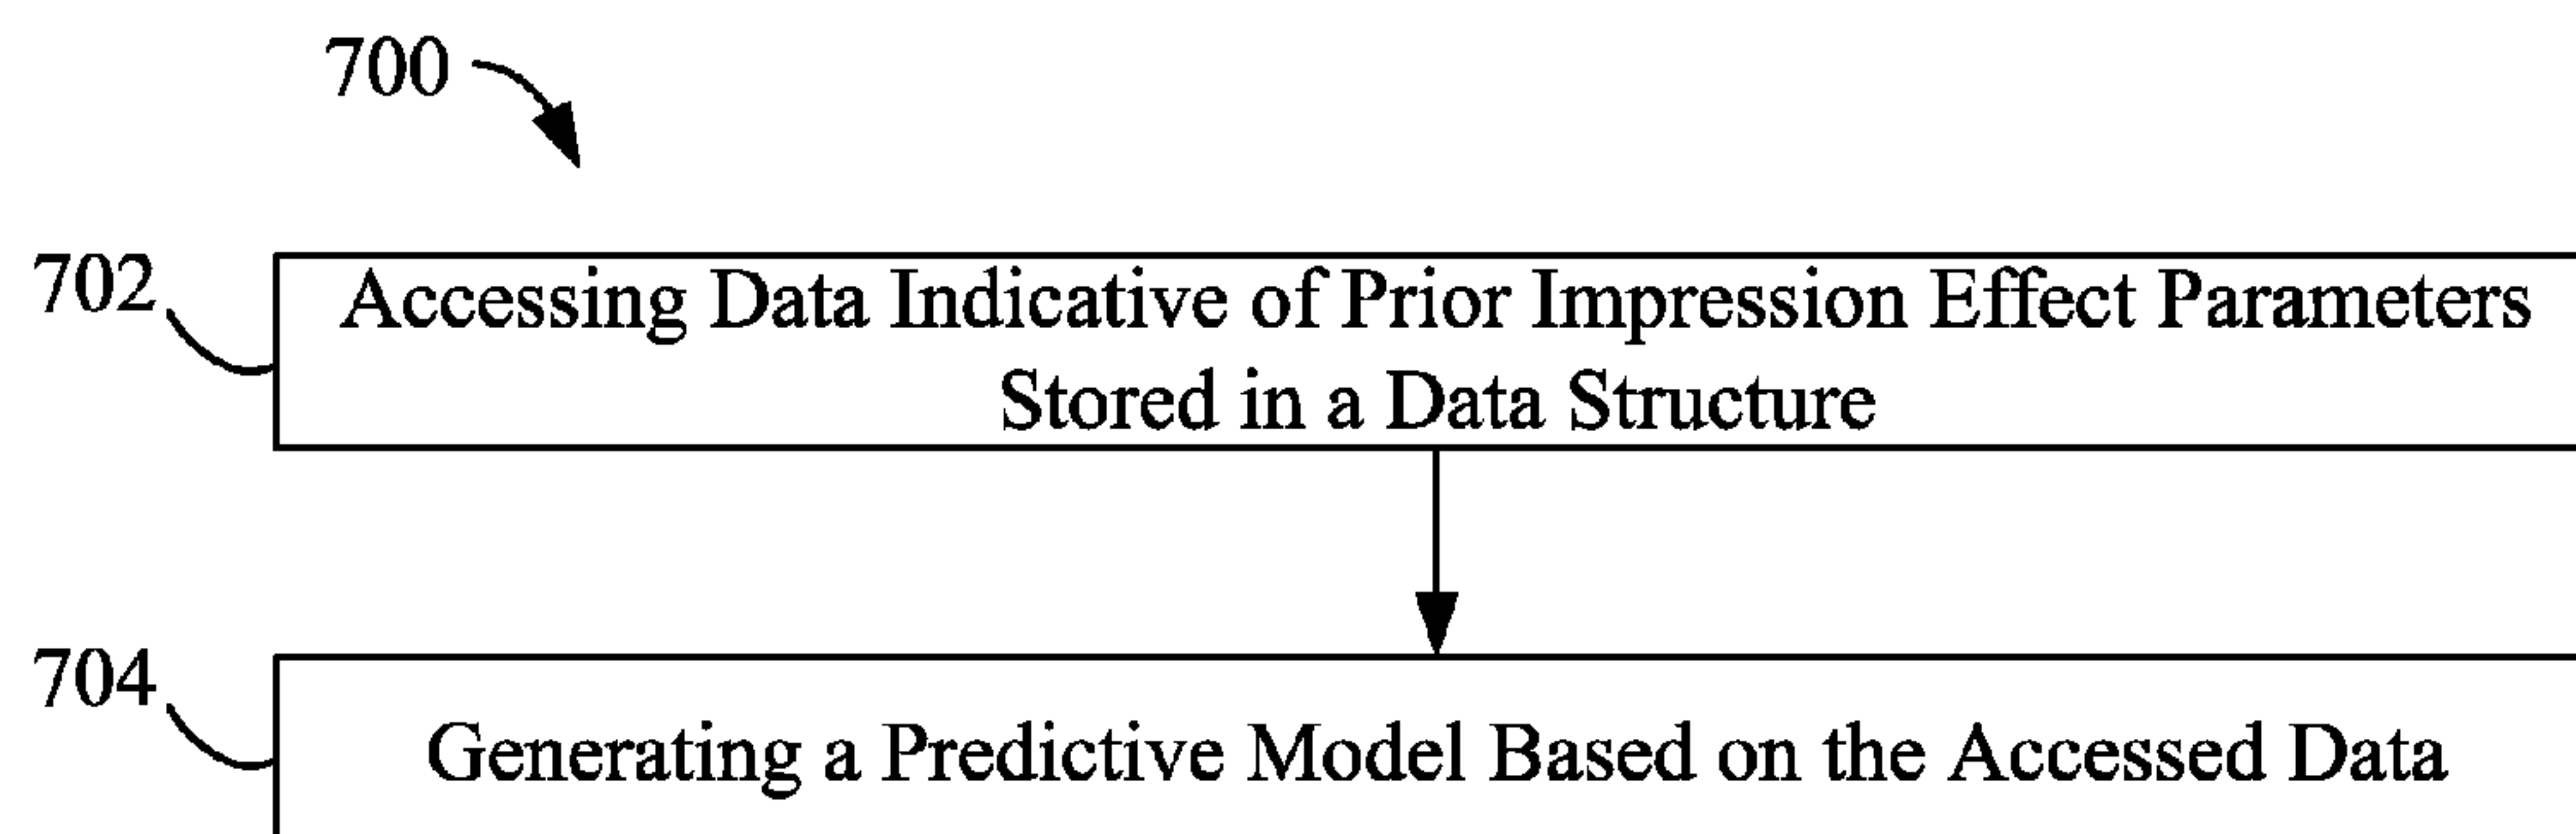 700
702
Accessing Data Indicative of Prior Impression Effect Parameters
Stored in a Data Structure
704
Generating a Predictive Model Based on the Accessed Data